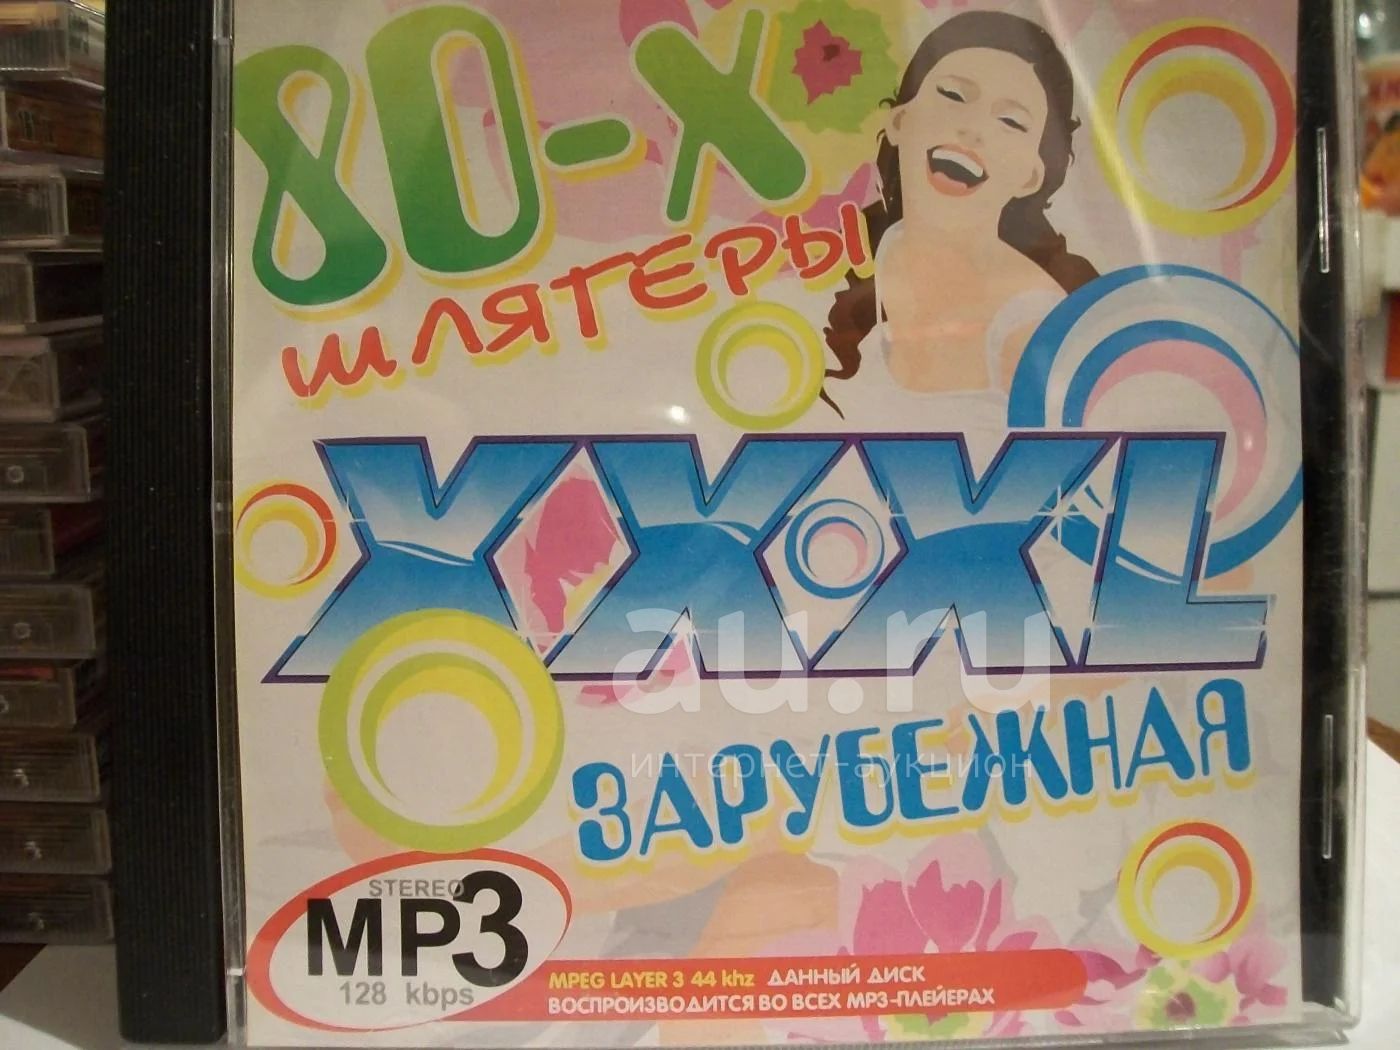 80-х
ШЛЯГЕРЫ
XXXL
au.ru
интернет-аукцион
ЗАРУБЕЖНАЯ
STEREO
MP3
128 kbps
MPEG LAYER 3 44 khz ДАННЫЙ ДИСК
ВОСПРОИЗВОДИТСЯ ВО ВСЕХ MP3-ПЛЕЙЕРАХ